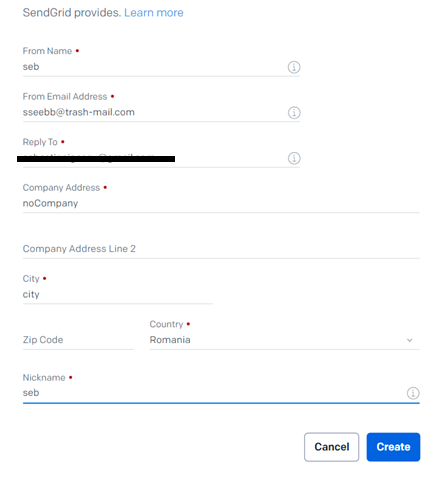 SendGrid provides. Learn more
From Name •
seb
From Email Address •
sseebb@trash-mail.com
Reply To •
Company Address •
noCompany
Company Address Line 2
City •
city
Country •
Zip Code
Romania
Nickname •
seb
Cancel
Create